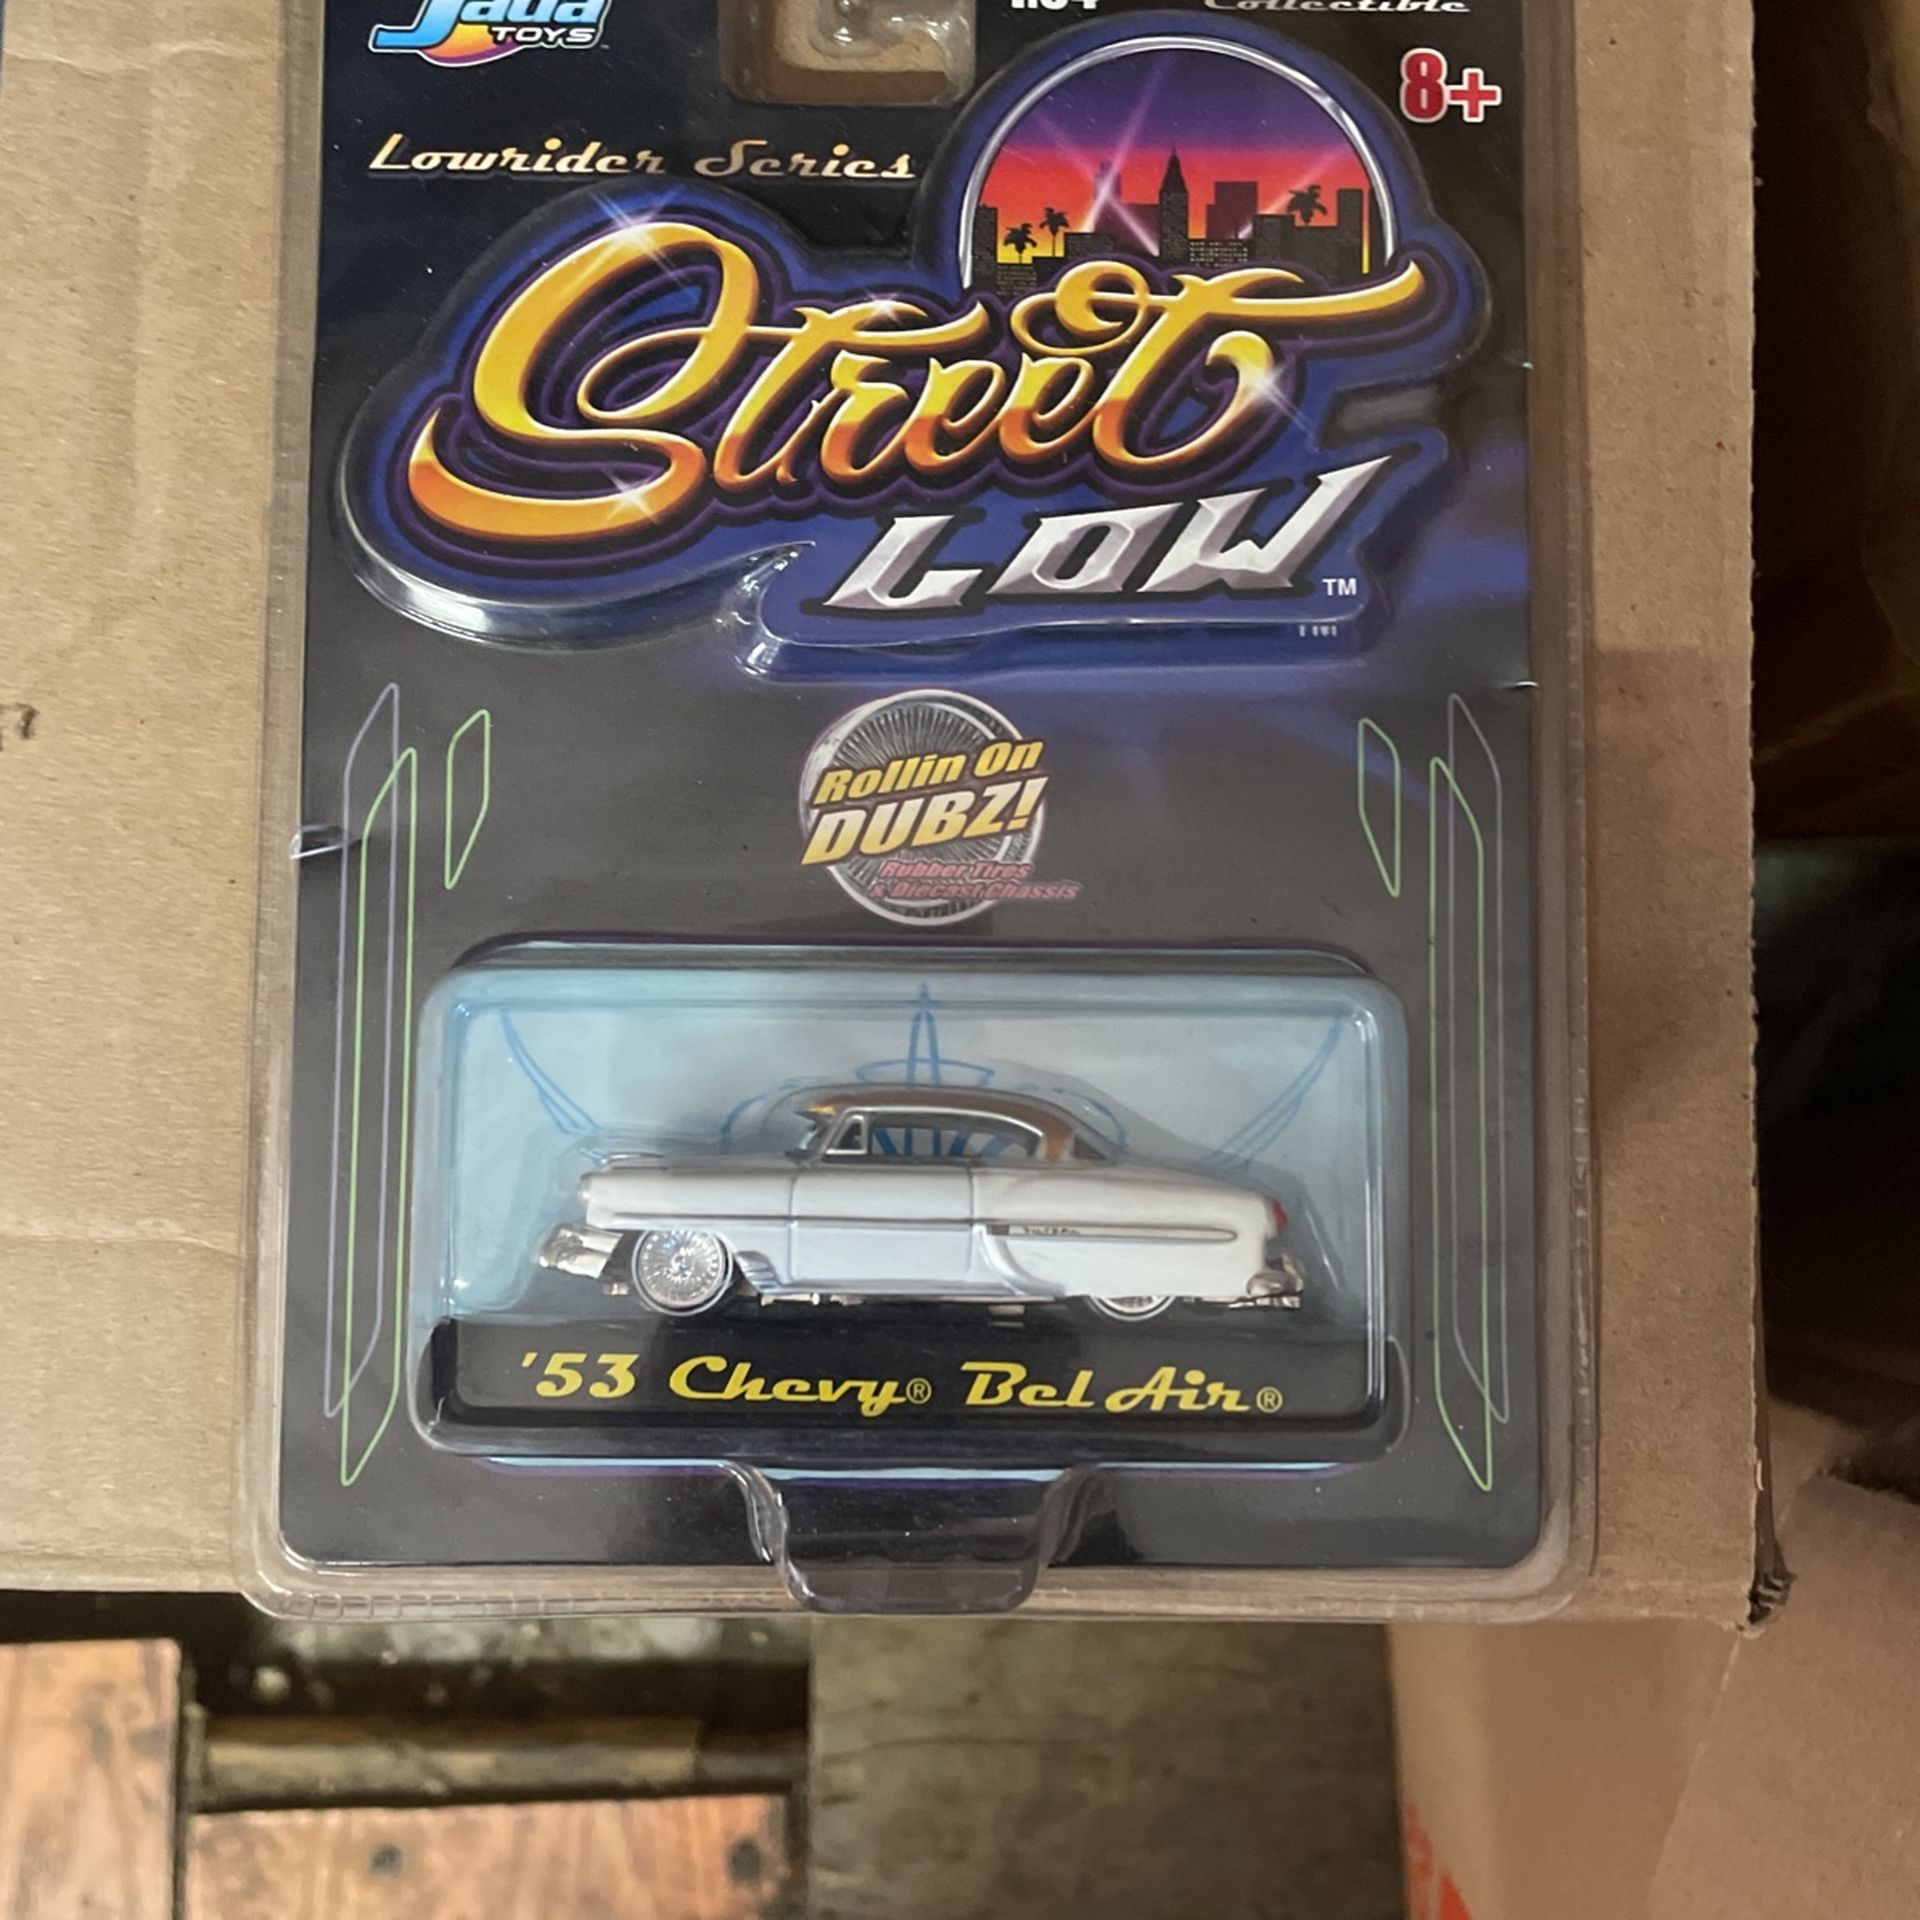 Jada
TOYS
Collectible
8+
Lowrider Series
Street
LOW
TM
Rollin On
DUBZ!
Rubber Tires
& Diecast Chassis
'53 Chevy® Bel Air®